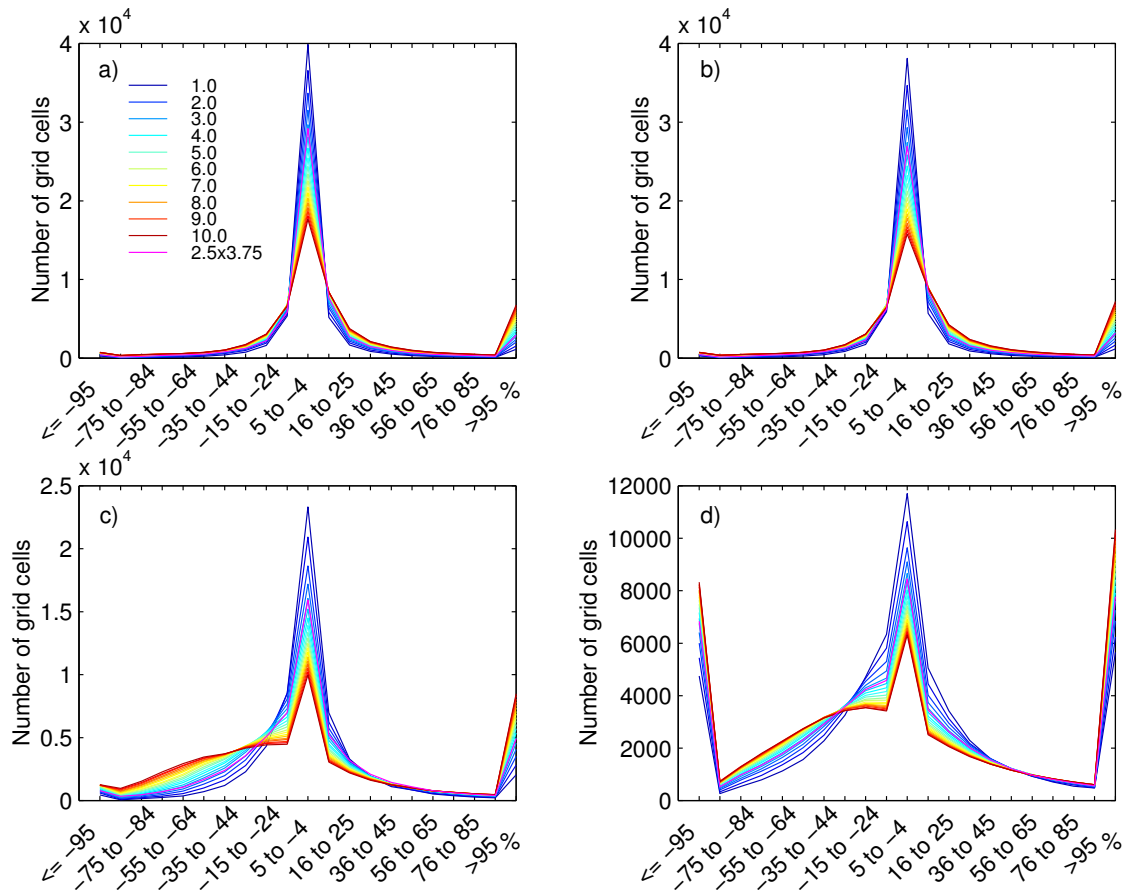 x 10⁴
4
3
2
1
0
Number of grid cells
a)
1.0
2.0
3.0
4.0
5.0
6.0
7.0
8.0
9.0
10.0
2.5x3.75
<= −95
−75 to −84
−55 to −64
−35 to −44
−15 to −24
5 to −4
16 to 25
36 to 45
56 to 65
76 to 85
>95 %
x 10⁴
4
3
2
1
0
Number of grid cells
b)
<= −95
−75 to −84
−55 to −64
−35 to −44
−15 to −24
5 to −4
16 to 25
36 to 45
56 to 65
76 to 85
>95 %
x 10⁴
2.5
2
1.5
1
0.5
0
Number of grid cells
c)
<= −95
−75 to −84
−55 to −64
−35 to −44
−15 to −24
5 to −4
16 to 25
36 to 45
56 to 65
76 to 85
>95 %
12000
10000
8000
6000
4000
2000
0
Number of grid cells
d)
<= −95
−75 to −84
−55 to −64
−35 to −44
−15 to −24
5 to −4
16 to 25
36 to 45
56 to 65
76 to 85
>95 %